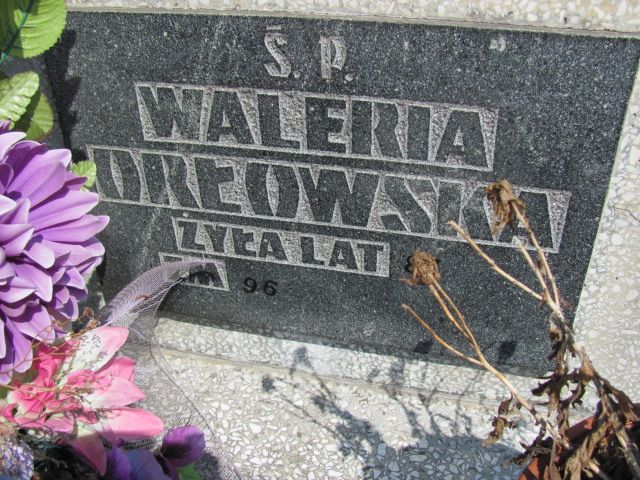 Ś. P.
WALERIA
ORŁOWSKA
ŻYŁA LAT
96